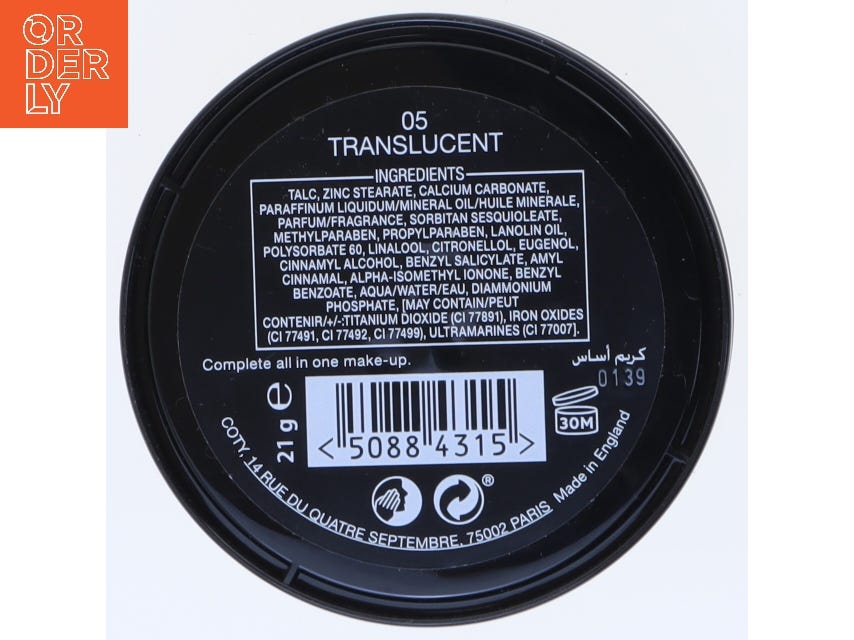 OR
DER
LY
05
TRANSLUCENT
INGREDIENTS
TALC, ZINC STEARATE, CALCIUM CARBONATE,
PARAFFINUM LIQUIDUM/MINERAL OIL/HUILE MINERALE,
PARFUM/FRAGRANCE, SORBITAN SESQUIOLEATE,
METHYLPARABEN, PROPYLPARABEN, LANOLIN OIL,
POLYSORBATE 60, LINALOOL, CITRONELLOL, EUGENOL,
CINNAMYL ALCOHOL, BENZYL SALICYLATE, AMYL
CINNAMAL, ALPHA-ISOMETHYL IONONE, BENZYL
BENZOATE, AQUA/WATER/EAU, DIAMMONIUM
PHOSPHATE, [MAY CONTAIN/PEUT
CONTENIR/+/-:TITANIUM DIOXIDE (CI 77891), IRON OXIDES
(CI 77491, CI 77492, CI 77499), ULTRAMARINES (CI 77007].
Complete all in one make-up.
كريم أساس
0139
21 g e
<5088 4315>
30M
®
COTY, 14 RUE DU QUATRE SEPTEMBRE, 75002 PARIS
Made in England